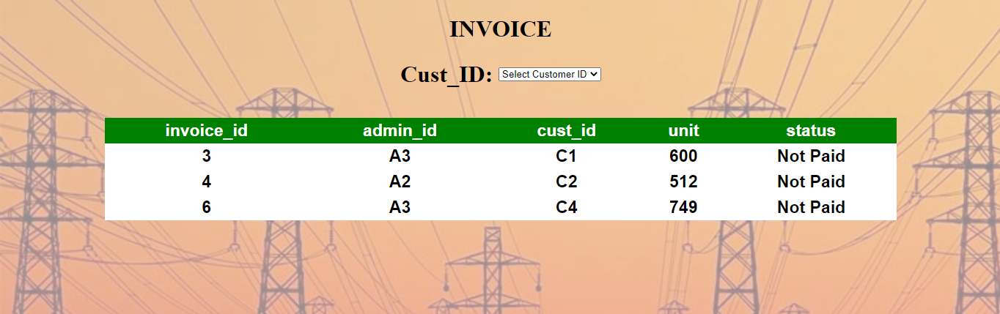 INVOICE
Cust_ID: Select Customer ID
invoice_id admin_id cust_id unit status
3 A3 C1 600 Not Paid
4 A2 C2 512 Not Paid
6 A3 C4 749 Not Paid